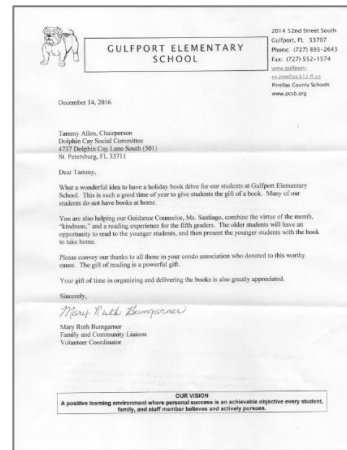 GULFPORT ELEMENTARY
SCHOOL
2014 52nd Street South
Gulfport, FL 33707
Phone: (727) 893-2643
Fax: (727) 552-1574
Pinellas County Schools
www.pcsb.org
December 14, 2016
Tammy Allen, Chairperson
Dolphin Cay Social Committee
4737 Dolphin Cay Lane South (501)
St. Petersburg, FL 33711
Dear Tammy,
What a wonderful idea to have a holiday book drive for our students at Gulfport Elementary
School. This is such a good time of year to give students the gift of a book. Many of our
students do not have books at home.
You are also helping our Guidance Counselor, Ms. Santiago, combine the virtue of the month,
"kindness," and a reading experience for the fifth graders. The older students will have an
opportunity to read to the younger students, and then present the younger students with the book
to take home.
Please convey our thanks to all those in your condo association who donated to this worthy
cause. The gift of reading is a powerful gift.
Your gift of time in organizing and delivering the books is also greatly appreciated.
Sincerely,
Mary Ruth Bumgarner
Mary Ruth Bumgarner
Family and Community Liaison
Volunteer Coordinator
OUR VISION
A positive learning environment where personal success is an achievable objective every student,
family, and staff member believes and actively pursues.